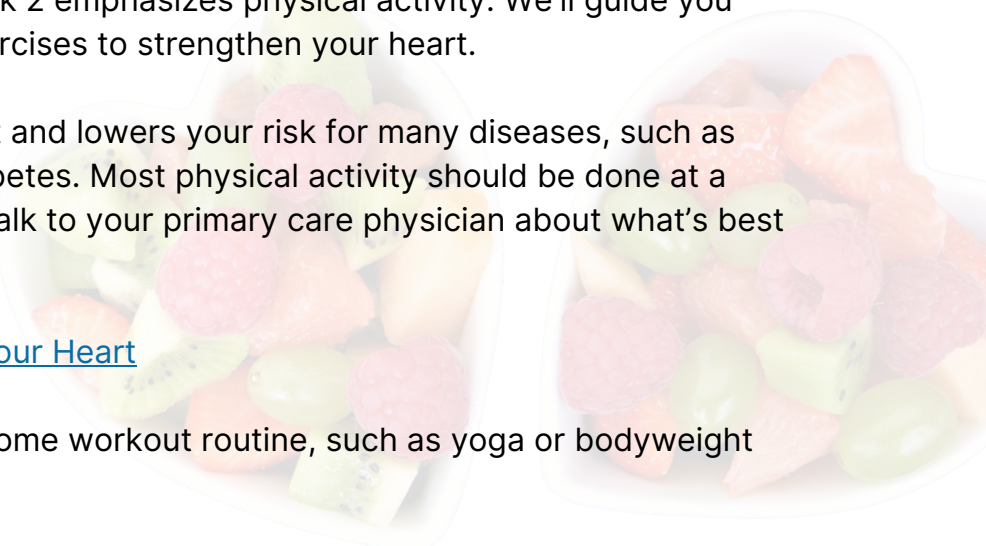 k 2 emphasizes physical activity. We'll guide you
rcises to strengthen your heart.
and lowers your risk for many diseases, such as
betes. Most physical activity should be done at a
alk to your primary care physician about what's best
our Heart
ome workout routine, such as yoga or bodyweight